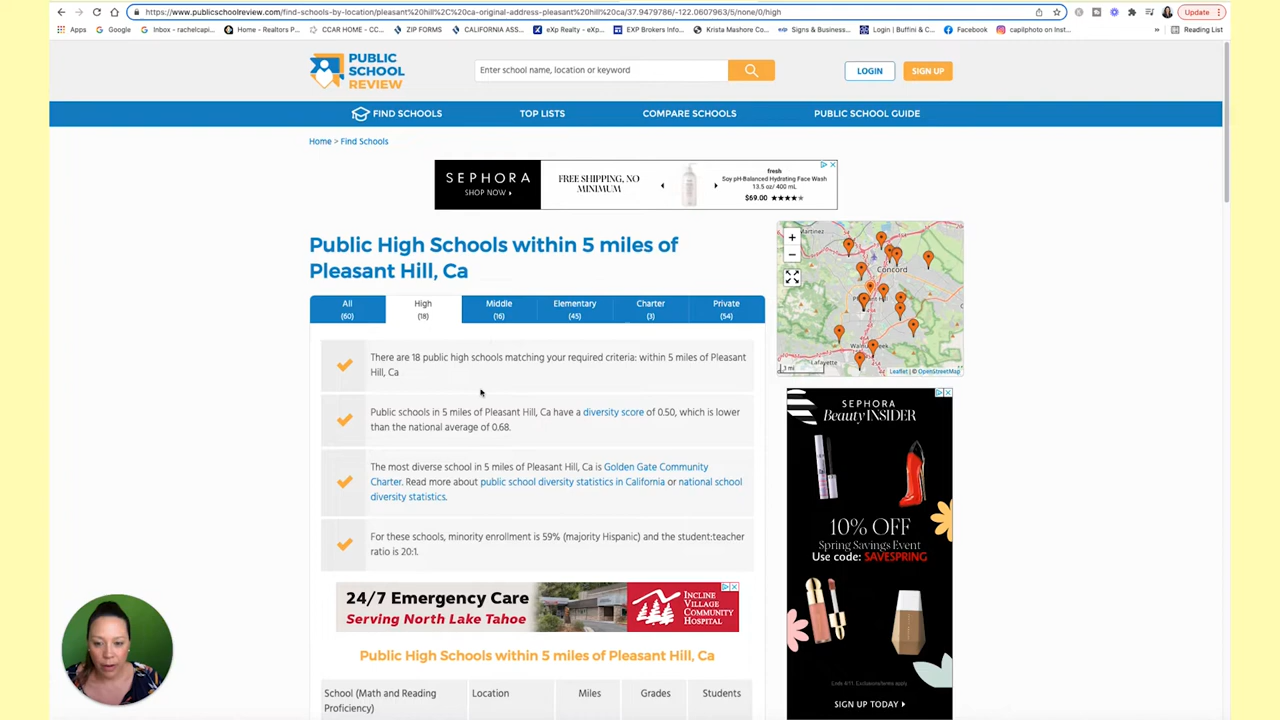 https://www.publicschoolreview.com/find-schools-by-location/pleasant%20hill%2C%20ca-original-address-pleasant%20hill%20ca/37.9479786/-122.0607963/5/none/0/high
Update
Apps
Google
Inbox - rachelcapi...
Home - Realtors P...
CCAR HOME - CC...
ZIP FORMS
CALIFORNIA ASS...
eXp Realty - eXp...
EXP Brokers Info...
Krista Mashore Co...
Signs & Business...
Login | Buffini & C...
Facebook
capilphoto on Inst...
»
Reading List
PUBLIC
SCHOOL
REVIEW
Enter school name, location or keyword
LOGIN
SIGN UP
FIND SCHOOLS
TOP LISTS
COMPARE SCHOOLS
PUBLIC SCHOOL GUIDE
Home > Find Schools
SEPHORA
SHOP NOW
FREE SHIPPING, NO
MINIMUM
fresh
Soy pH-Balanced Hydrating Face Wash
13.5 oz/ 400 mL
$69.00 ★★★★☆
Public High Schools within 5 miles of
Pleasant Hill, Ca
All
(60)
High
(18)
Middle
(16)
Elementary
(45)
Charter
(3)
Private
(54)
There are 18 public high schools matching your required criteria: within 5 miles of Pleasant
Hill, Ca
Public schools in 5 miles of Pleasant Hill, Ca have a diversity score of 0.50, which is lower
than the national average of 0.68.
The most diverse school in 5 miles of Pleasant Hill, Ca is Golden Gate Community
Charter. Read more about public school diversity statistics in California or national school
diversity statistics.
For these schools, minority enrollment is 59% (majority Hispanic) and the student:teacher
ratio is 20:1.
24/7 Emergency Care
Serving North Lake Tahoe
INCLINE
VILLAGE
COMMUNITY
HOSPITAL
Public High Schools within 5 miles of Pleasant Hill, Ca
School (Math and Reading
Proficiency)
Location
Miles
Grades
Students
+
−
Martinez
Concord
Lafayette
1 mi
Leaflet | © OpenStreetMap
SEPHORA
Beauty INSIDER
10% OFF
Spring Savings Event
Use code: SAVESPRING
SIGN UP TODAY